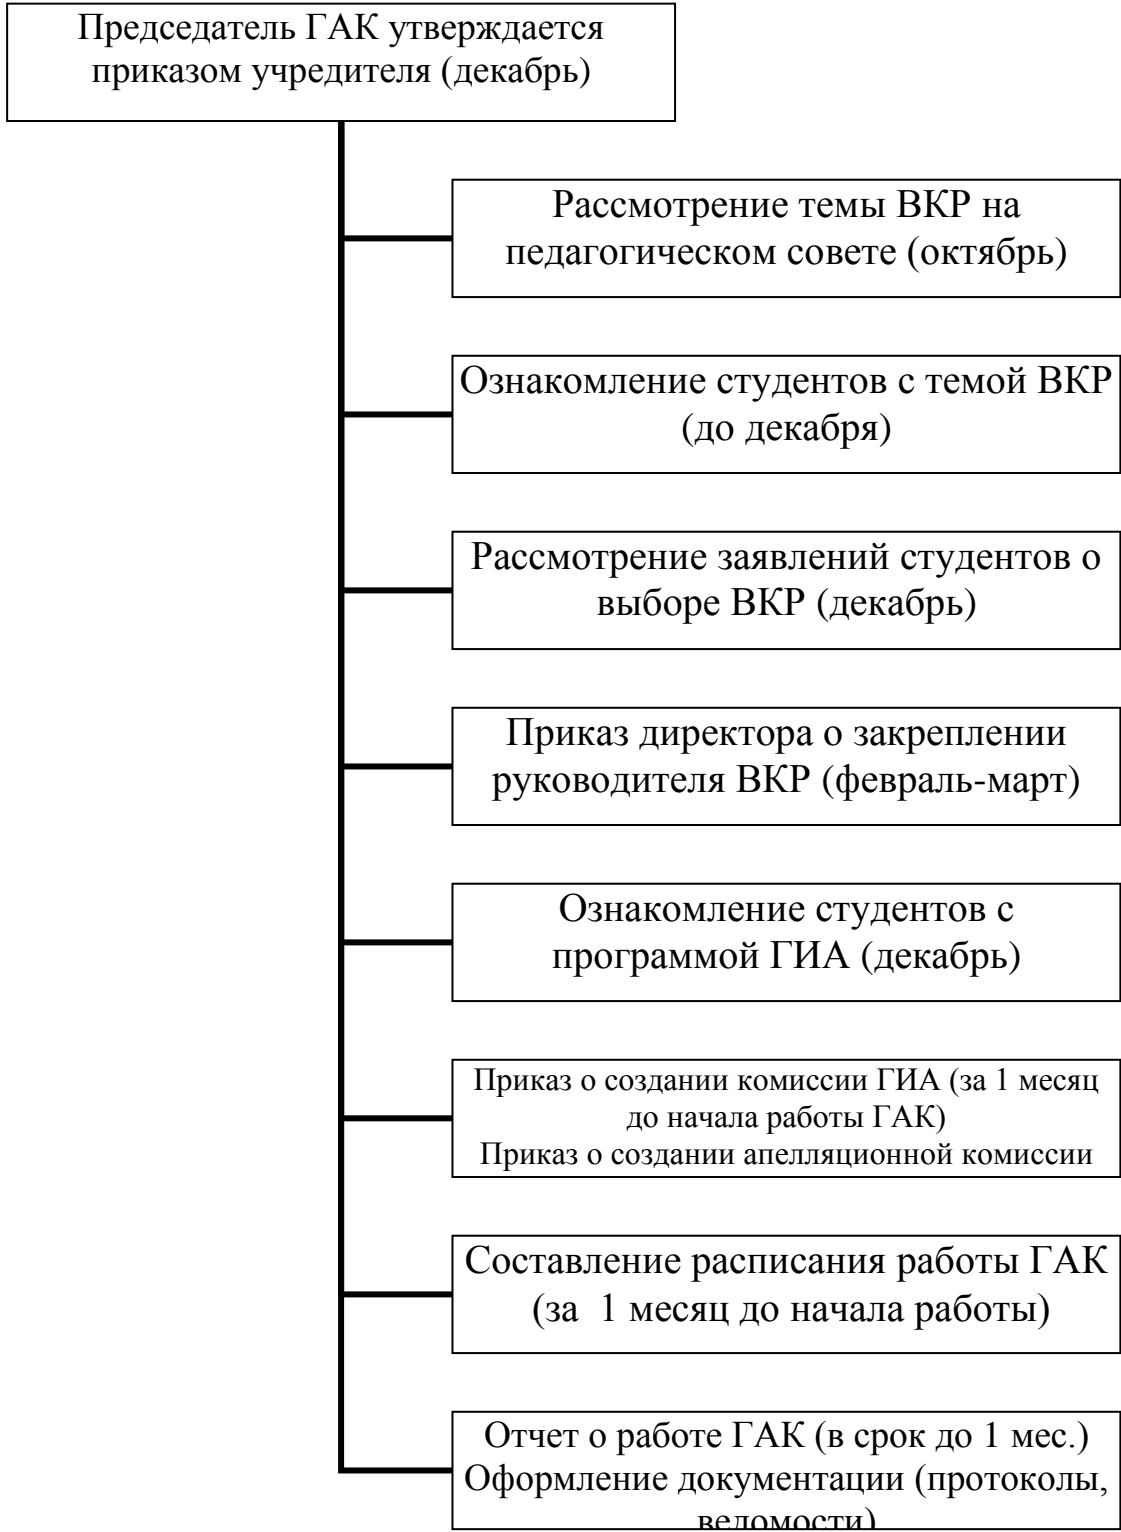 Председатель ГАК утверждается
приказом учредителя (декабрь)
Рассмотрение темы ВКР на
педагогическом совете (октябрь)
Ознакомление студентов с темой ВКР
(до декабря)
Рассмотрение заявлений студентов о
выборе ВКР (декабрь)
Приказ директора о закреплении
руководителя ВКР (февраль-март)
Ознакомление студентов с
программой ГИА (декабрь)
Приказ о создании комиссии ГИА (за 1 месяц
до начала работы ГАК)
Приказ о создании апелляционной комиссии
Составление расписания работы ГАК
(за  1 месяц до начала работы)
Отчет о работе ГАК (в срок до 1 мес.)
Оформление документации (протоколы,
ведомости)